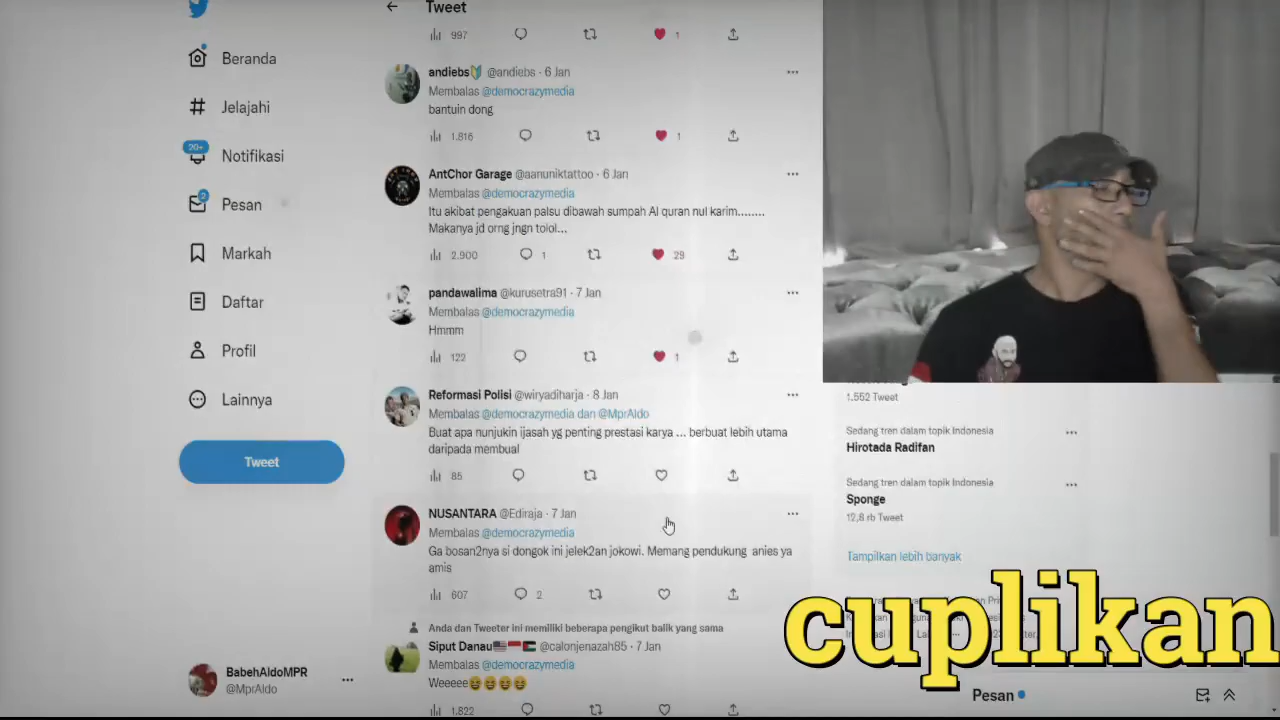 Tweet
997
1
Beranda
Jelajahi
20+
Notifikasi
2
Pesan
Markah
Daftar
Profil
Lainnya
Tweet
BabehAldoMPR
@MprAldo
andiebs @andiebs · 6 Jan
Membalas @democrazymedia
bantuin dong
1.816
1
AntChor Garage @aanuniktattoo · 6 Jan
Membalas @democrazymedia
Itu akibat pengakuan palsu dibawah sumpah Al quran nul karim........
Makanya jd orng jngn tolol...
2.900 1 29
pandawalima @kurusetra91 · 7 Jan
Membalas @democrazymedia
Hmmm
122 1
Reformasi Polisi @wiryadiharja · 8 Jan
Membalas @democrazymedia dan @MprAldo
Buat apa nunjukin ijasah yg penting prestasi karya ... berbuat lebih utama
daripada membual
85
NUSANTARA @Ediraja · 7 Jan
Membalas @democrazymedia
Ga bosan2nya si dongok ini jelek2an jokowi. Memang pendukung anies ya
amis
607 2
Anda dan Tweeter ini memiliki beberapa pengikut balik yang sama
Siput Danau @calonjenazah85 · 7 Jan
Membalas @democrazymedia
Weeeee😆😆😆😆
1.822
1.552 Tweet
Sedang tren dalam topik Indonesia
Hirotada Radifan
Sedang tren dalam topik Indonesia
Sponge
12,8 rb Tweet
Tampilkan lebih banyak
cuplikan
Pesan